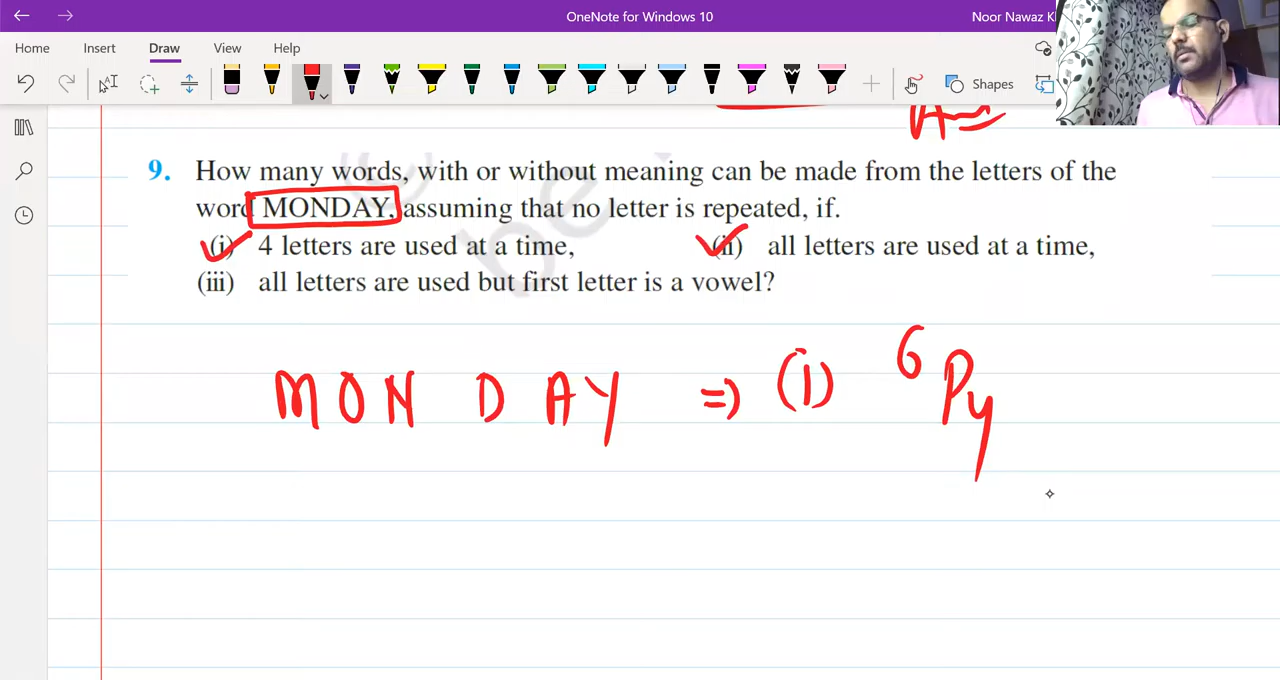 OneNote for Windows 10
Noor Nawaz K
Home Insert Draw View Help
Shapes
9. How many words, with or without meaning can be made from the letters of the
word MONDAY, assuming that no letter is repeated, if.
(i) 4 letters are used at a time, (ii) all letters are used at a time,
(iii) all letters are used but first letter is a vowel?
MONDAY => (i) 6P4